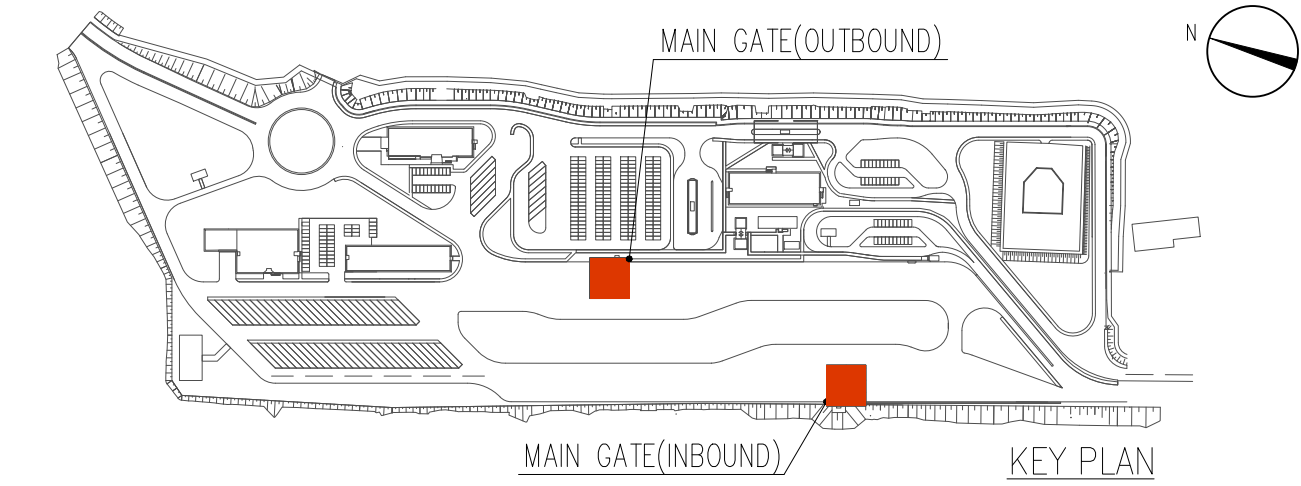 MAIN GATE(OUTBOUND)
N
MAIN GATE(INBOUND)
KEY PLAN